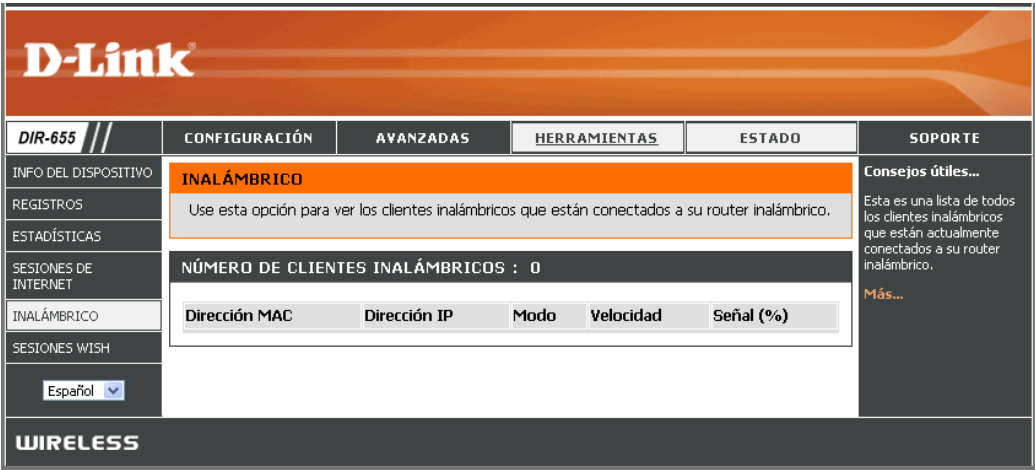 D-Link®
DIR-655
CONFIGURACIÓN
AVANZADAS
HERRAMIENTAS
ESTADO
SOPORTE
INFO DEL DISPOSITIVO
REGISTROS
ESTADÍSTICAS
SESIONES DE
INTERNET
INALÁMBRICO
SESIONES WISH
Español
INALÁMBRICO
Use esta opción para ver los clientes inalámbricos que están conectados a su router inalámbrico.
NÚMERO DE CLIENTES INALÁMBRICOS : 0
Dirección MAC
Dirección IP
Modo
Velocidad
Señal (%)
Consejos útiles...
Esta es una lista de todos
los clientes inalámbricos
que están actualmente
conectados a su router
inalámbrico.
Más...
WIRELESS